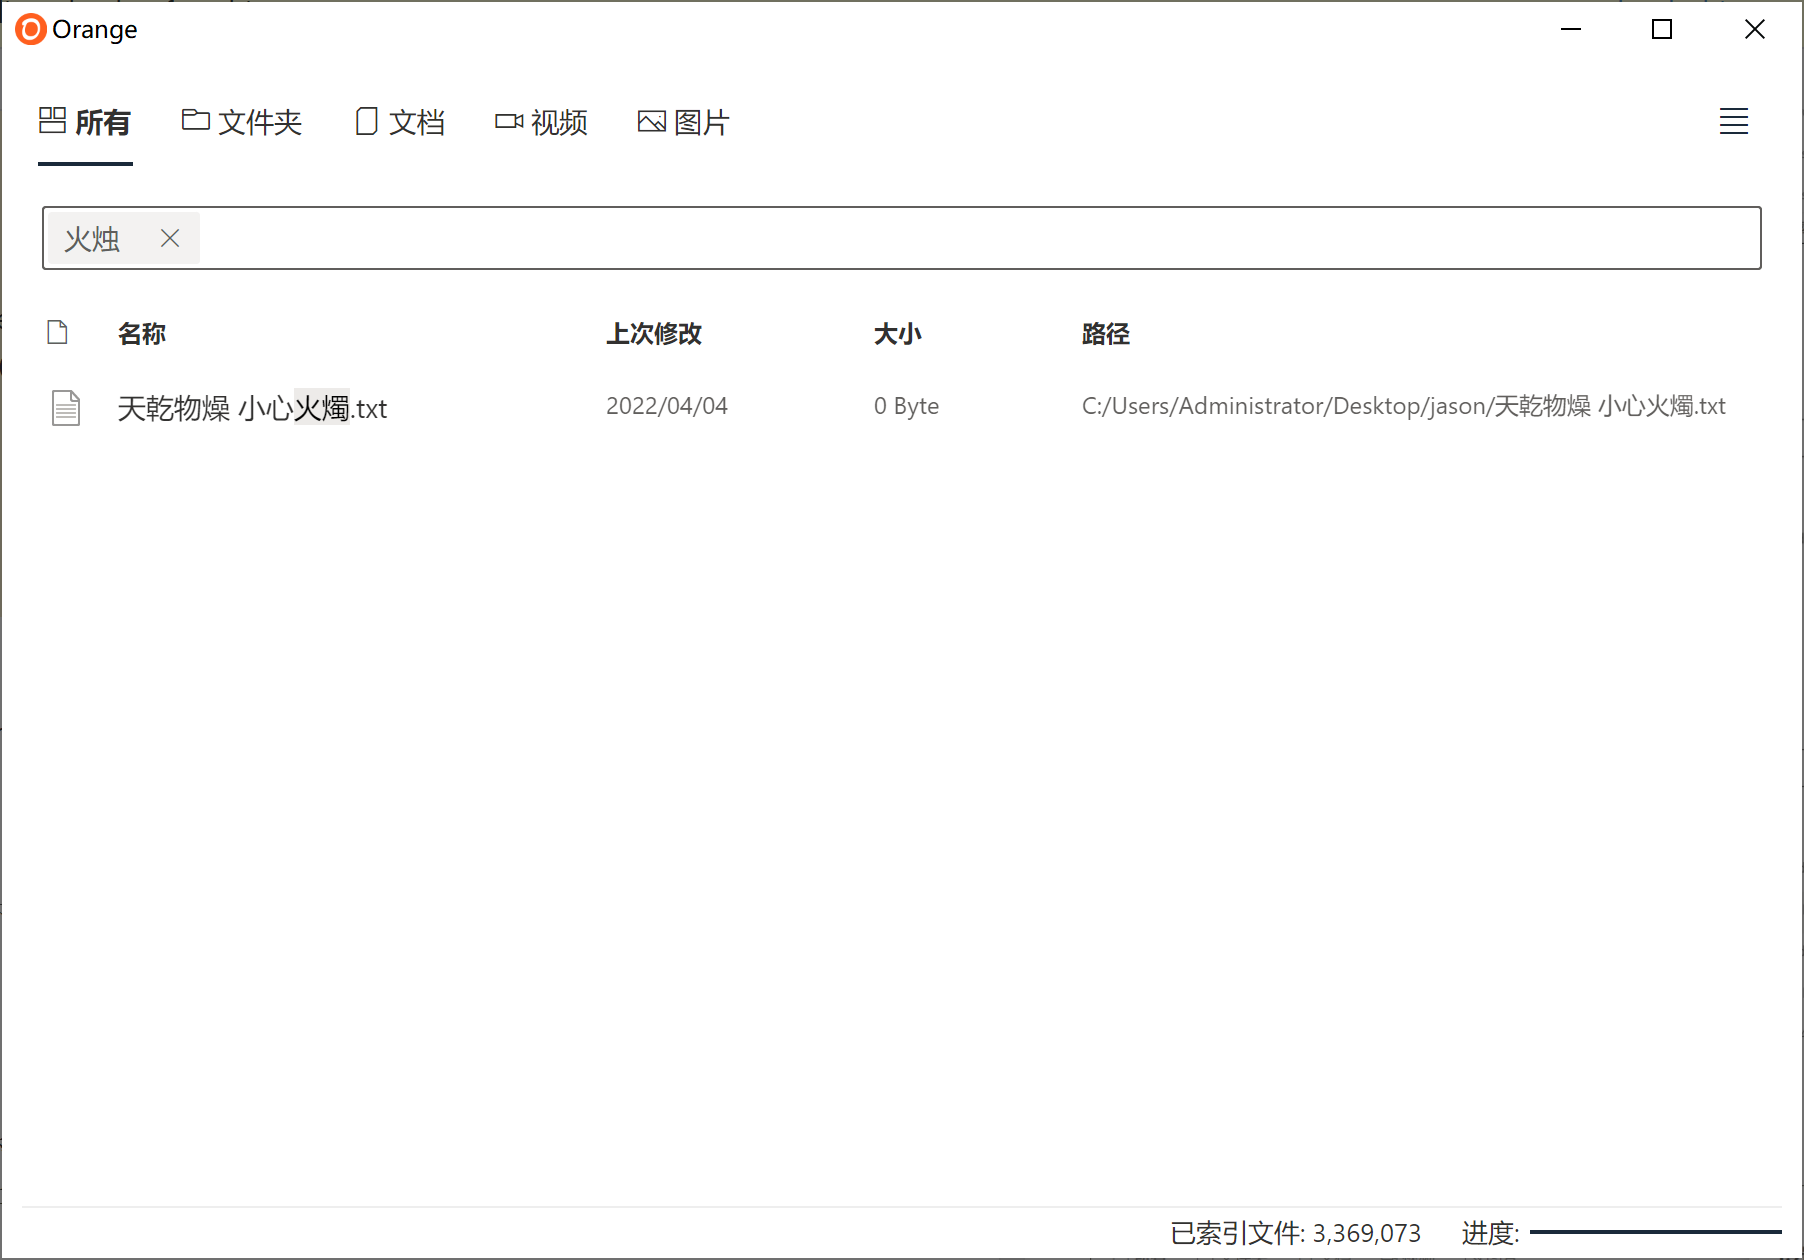 Orange
所有 文件夹 文档 视频 图片
火烛
名称 上次修改 大小 路径
天乾物燥 小心火燭.txt 2022/04/04 0 Byte C:/Users/Administrator/Desktop/jason/天乾物燥 小心火燭.txt
已索引文件: 3,369,073 进度: